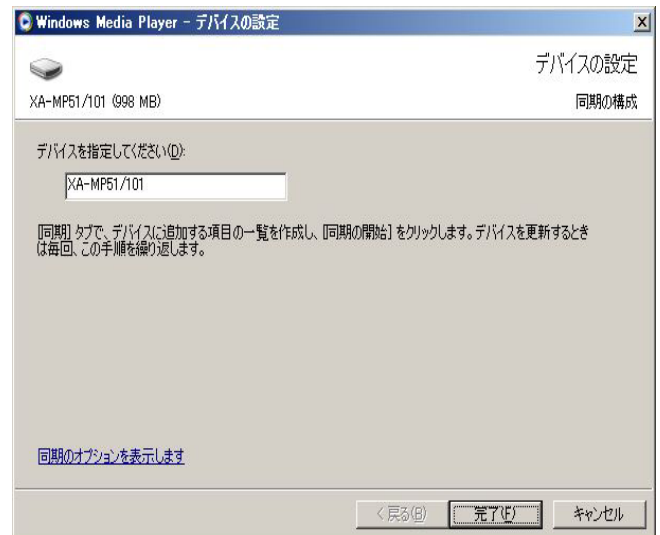 Windows Media Player - デバイスの設定
デバイスの設定
XA-MP51/101 (998 MB)
同期の構成
デバイスを指定してください(D):
XA-MP51/101
[同期] タブで、デバイスに追加する項目の一覧を作成し、[同期の開始] をクリックします。デバイスを更新するとき
は毎回、この手順を繰り返します。
同期のオプションを表示します
< 戻る(B)
完了(F)
キャンセル